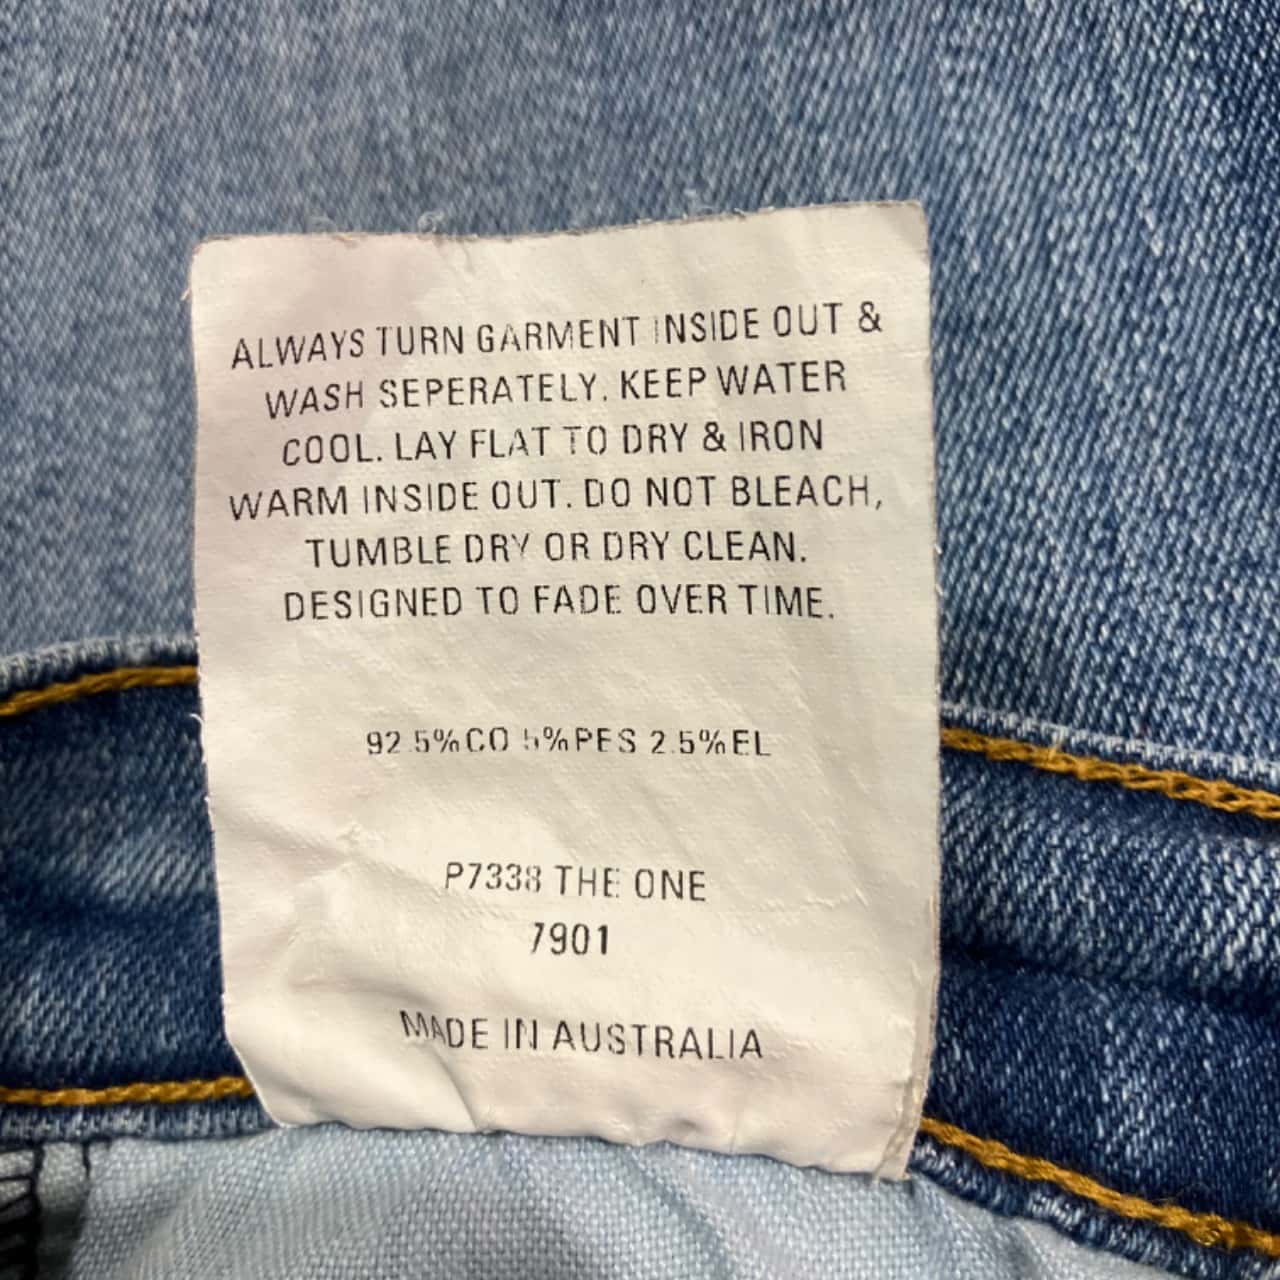 ALWAYS TURN GARMENT INSIDE OUT &
WASH SEPERATELY. KEEP WATER
COOL. LAY FLAT TO DRY & IRON
WARM INSIDE OUT. DO NOT BLEACH,
TUMBLE DRY OR DRY CLEAN.
DESIGNED TO FADE OVER TIME.
92.5%CO 5%PES 2.5%EL
P7338 THE ONE
7901
MADE IN AUSTRALIA